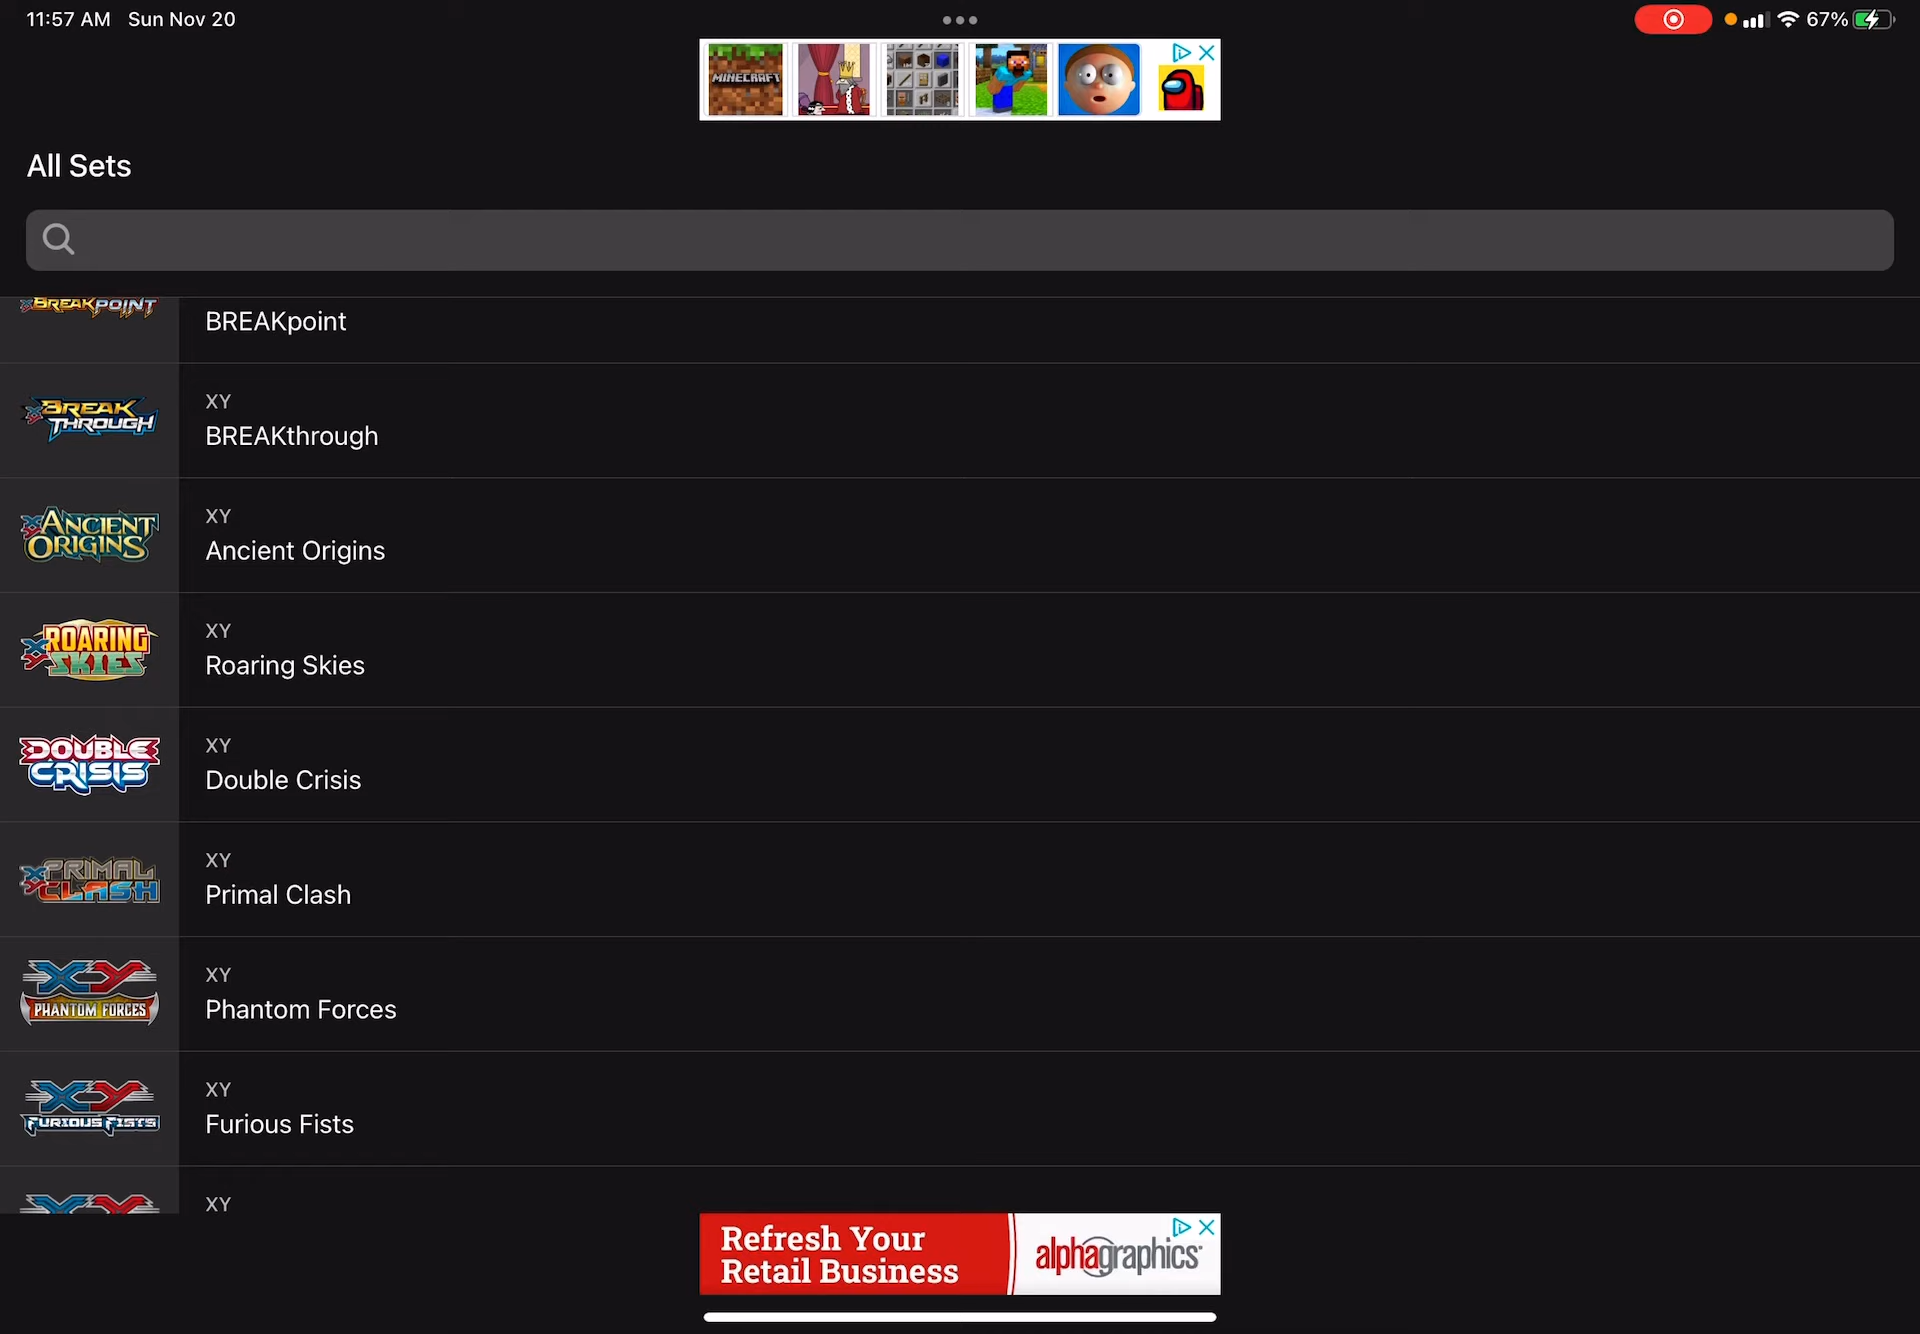 11:57 AM Sun Nov 20
67%
MINECRAFT
All Sets
BREAKPOINT
BREAKpoint
BREAK
THROUGH
XY
BREAKthrough
ANCIENT
ORIGINS
XY
Ancient Origins
ROARING
SKIES
XY
Roaring Skies
DOUBLE
CRISIS
XY
Double Crisis
PRIMAL
CLASH
XY
Primal Clash
XY
PHANTOM FORCES
XY
Phantom Forces
XY
FURIOUS FISTS
XY
Furious Fists
XY
XY
Refresh Your
Retail Business
alphagraphics